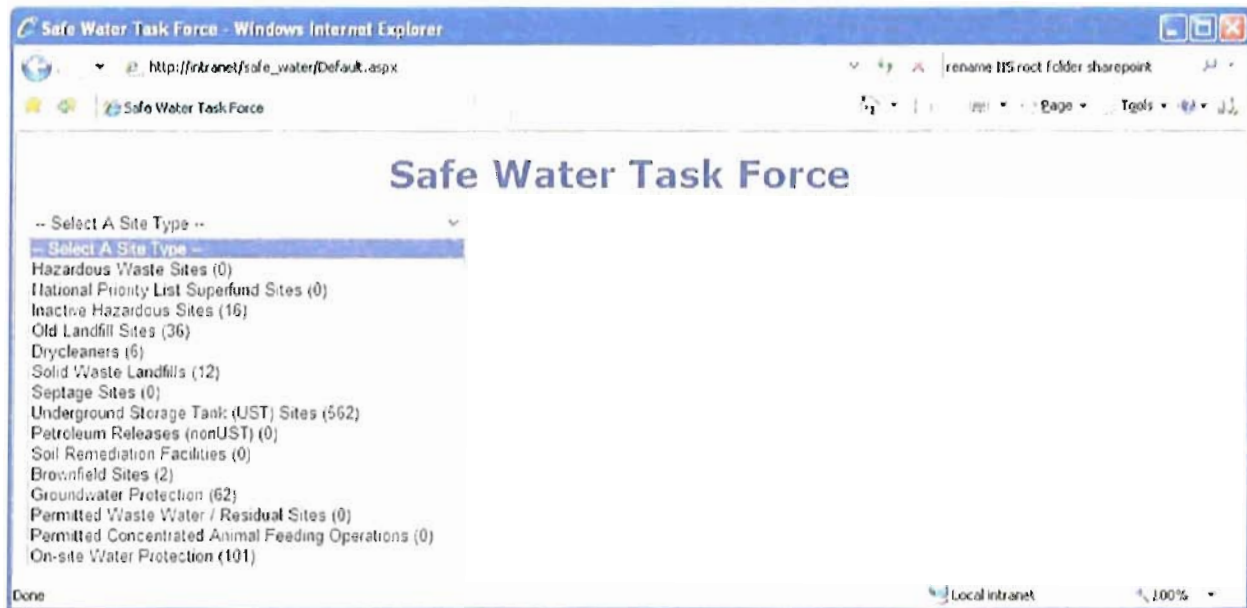 Safe Water Task Force - Windows Internet Explorer
http://intranet/safe_water/Default.aspx rename IIS root folder sharepoint
Safe Water Task Force Page Tools
Safe Water Task Force
-- Select A Site Type --
-- Select A Site Type --
Hazardous Waste Sites (0)
National Priority List Superfund Sites (0)
Inactive Hazardous Sites (16)
Old Landfill Sites (36)
Drycleaners (6)
Solid Waste Landfills (12)
Septage Sites (0)
Underground Storage Tank (UST) Sites (562)
Petroleum Releases (nonUST) (0)
Soil Remediation Facilities (0)
Brownfield Sites (2)
Groundwater Protection (62)
Permitted Waste Water / Residual Sites (0)
Permitted Concentrated Animal Feeding Operations (0)
On-site Water Protection (101)
Done Local intranet 100%